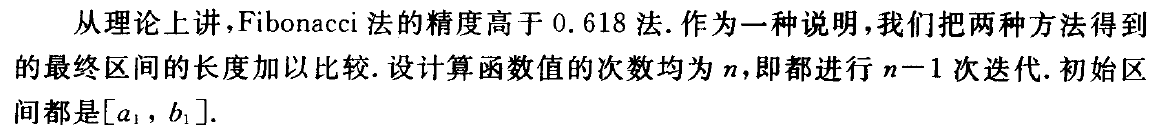 从理论上讲,Fibonacci 法的精度高于 0.618 法.作为一种说明,我们把两种方法得到
的最终区间的长度加以比较.设计算函数值的次数均为 n,即都进行 n−1 次迭代.初始区
间都是[a₁, b₁].